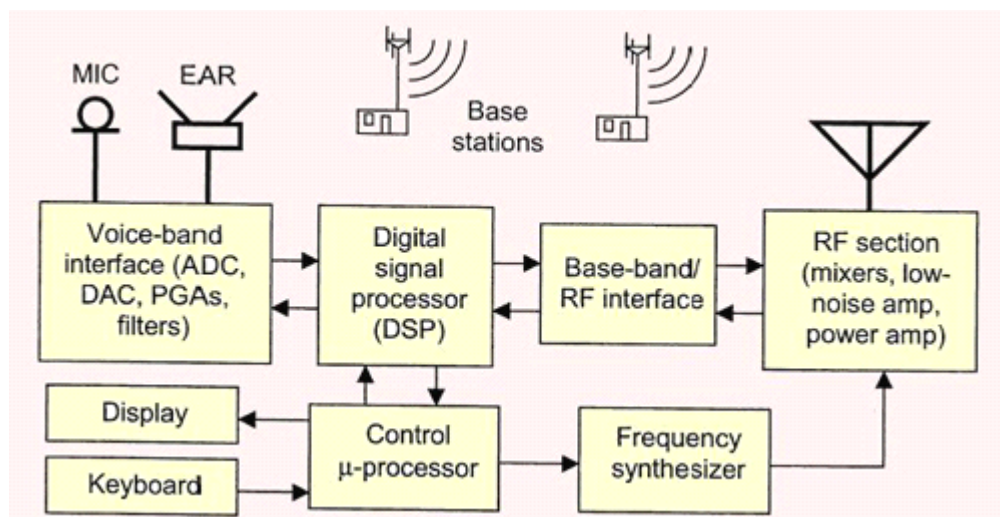 MIC
EAR
Base
stations
Voice-band
interface (ADC,
DAC, PGAs,
filters)
Digital
signal
processor
(DSP)
Base-band/
RF interface
RF section
(mixers, low-
noise amp,
power amp)
Display
Keyboard
Control
μ-processor
Frequency
synthesizer